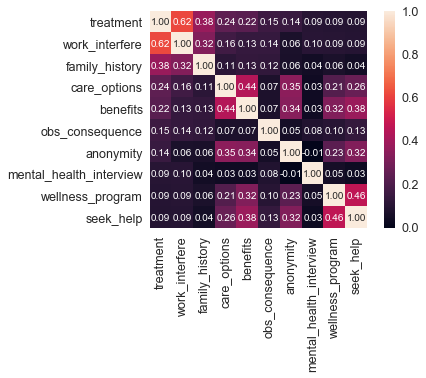 treatment 1.00 0.62 0.38 0.24 0.22 0.15 0.14 0.09 0.09 0.09
work_interfere 0.62 1.00 0.32 0.16 0.13 0.14 0.06 0.10 0.09 0.09
family_history 0.38 0.32 1.00 0.11 0.13 0.12 0.06 0.04 0.06 0.04
care_options 0.24 0.16 0.11 1.00 0.44 0.07 0.35 0.03 0.21 0.26
benefits 0.22 0.13 0.13 0.44 1.00 0.07 0.34 0.03 0.32 0.38
obs_consequence 0.15 0.14 0.12 0.07 0.07 1.00 0.05 0.08 0.10 0.13
anonymity 0.14 0.06 0.06 0.35 0.34 0.05 1.00 -0.01 0.23 0.32
mental_health_interview 0.09 0.10 0.04 0.03 0.03 0.08 -0.01 1.00 0.05 0.03
wellness_program 0.09 0.09 0.06 0.21 0.32 0.10 0.23 0.05 1.00 0.46
seek_help 0.09 0.09 0.04 0.26 0.38 0.13 0.32 0.03 0.46 1.00
treatment
work_interfere
family_history
care_options
benefits
obs_consequence
anonymity
mental_health_interview
wellness_program
seek_help
1.0
0.8
0.6
0.4
0.2
0.0